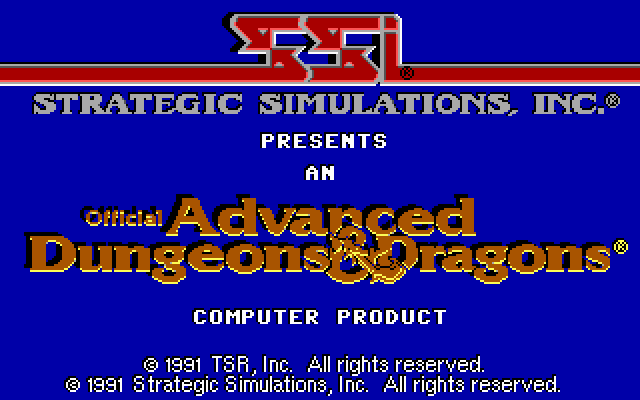 SSI®
STRATEGIC SIMULATIONS, INC.®
PRESENTS
AN
Official Advanced
Dungeons & Dragons®
COMPUTER PRODUCT
© 1991 TSR, Inc. All rights reserved.
© 1991 Strategic Simulations, Inc. All rights reserved.